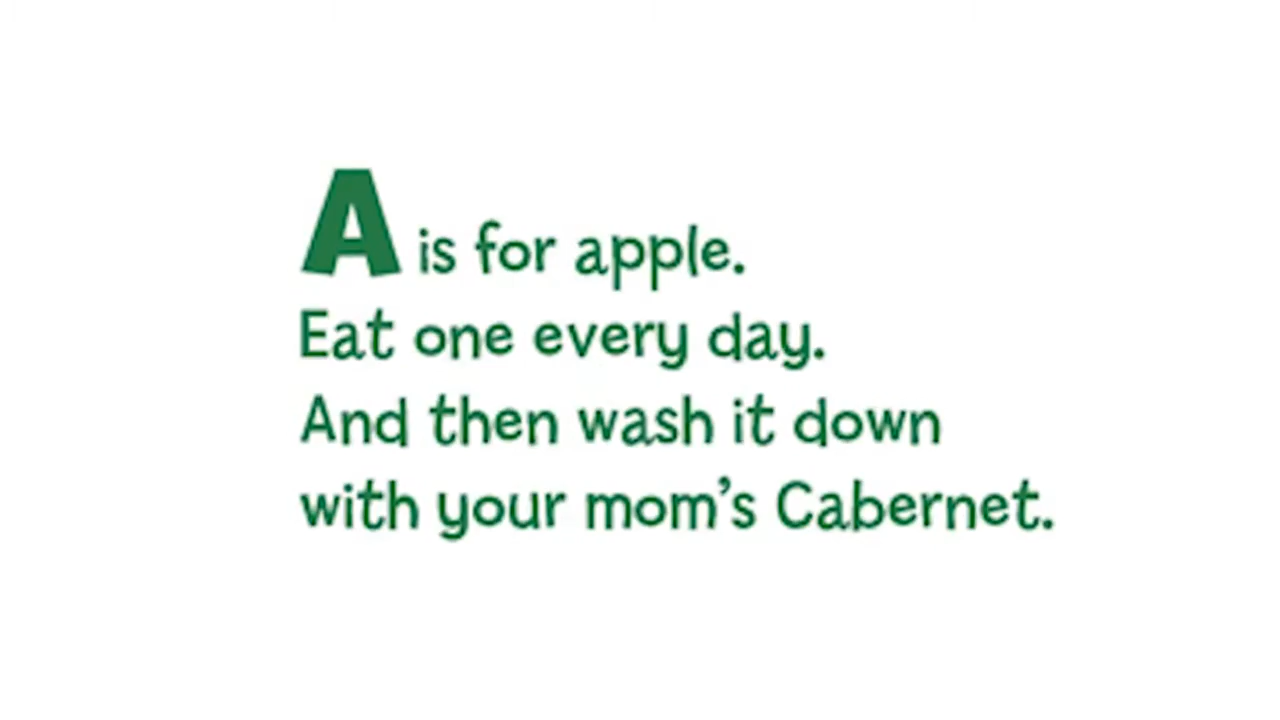 A is for apple.
Eat one every day.
And then wash it down
with your mom’s Cabernet.